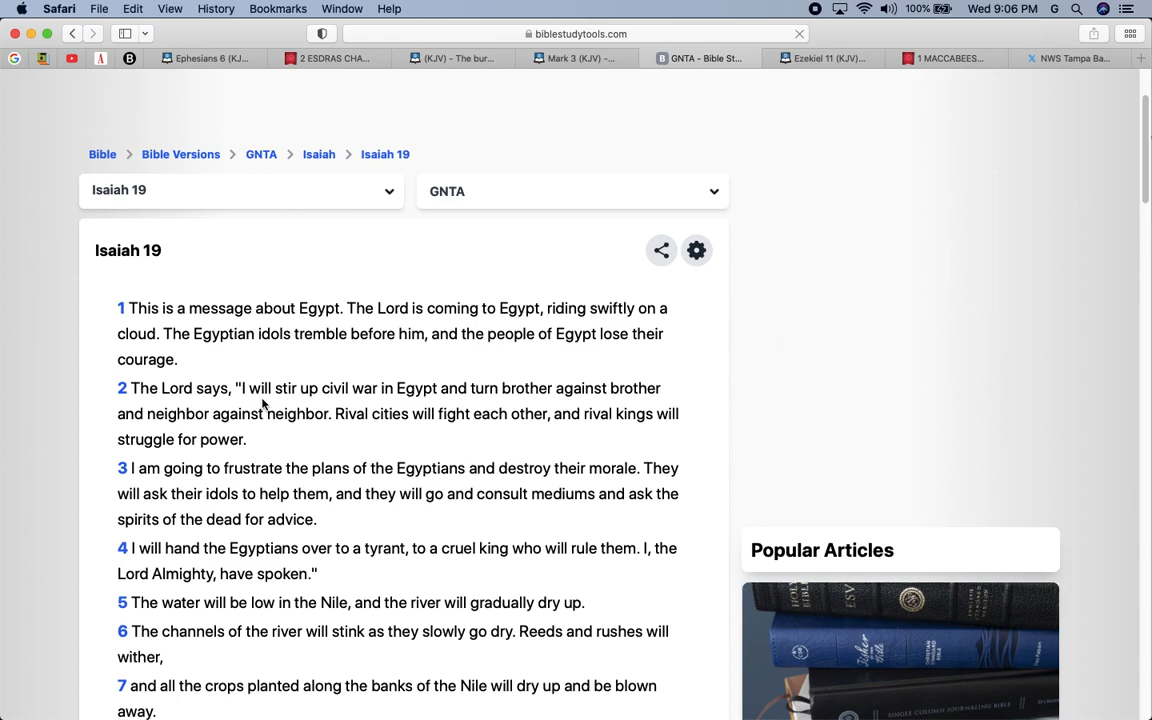 Safari File Edit View History Bookmarks Window Help 100% Wed 9:06 PM G
biblestudytools.com
G A B Ephesians 6 (KJ... 2 ESDRAS CHA... (KJV) - The bur... Mark 3 (KJV) -... B GNTA - Bible St... Ezekiel 11 (KJV)... 1 MACCABEES... X NWS Tampa Ba... +
Bible > Bible Versions > GNTA > Isaiah > Isaiah 19
Isaiah 19 GNTA
Isaiah 19
1 This is a message about Egypt. The Lord is coming to Egypt, riding swiftly on a
cloud. The Egyptian idols tremble before him, and the people of Egypt lose their
courage.
2 The Lord says, "I will stir up civil war in Egypt and turn brother against brother
and neighbor against neighbor. Rival cities will fight each other, and rival kings will
struggle for power.
3 I am going to frustrate the plans of the Egyptians and destroy their morale. They
will ask their idols to help them, and they will go and consult mediums and ask the
spirits of the dead for advice.
4 I will hand the Egyptians over to a tyrant, to a cruel king who will rule them. I, the
Lord Almighty, have spoken."
5 The water will be low in the Nile, and the river will gradually dry up.
6 The channels of the river will stink as they slowly go dry. Reeds and rushes will
wither,
7 and all the crops planted along the banks of the Nile will dry up and be blown
away.
Popular Articles
HOLY BIBLE
ESV
CSB
CHRISTIAN STANDARD BIBLE
SINGLE COLUMN JOURNALING BIBLE